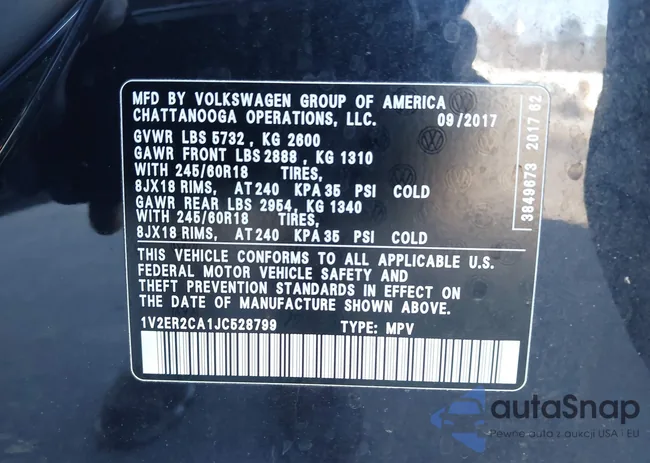 MFD BY VOLKSWAGEN GROUP OF AMERICA
CHATTANOOGA OPERATIONS, LLC. 09/2017
GVWR LBS 5732 , KG 2600
GAWR FRONT LBS 2888 , KG 1310
WITH 245/60R18 TIRES,
8JX18 RIMS, AT 240 KPA 35 PSI COLD
GAWR REAR LBS 2954, KG 1340
WITH 245/60R18 TIRES,
8JX18 RIMS, AT 240 KPA 35 PSI COLD
THIS VEHICLE CONFORMS TO ALL APPLICABLE U.S.
FEDERAL MOTOR VEHICLE SAFETY AND
THEFT PREVENTION STANDARDS IN EFFECT ON
THE DATE OF MANUFACTURE SHOWN ABOVE.
1V2ER2CA1JC528799 TYPE: MPV
3849673 2017 62
autaSnap
Pewne auto z aukcji USA i EU